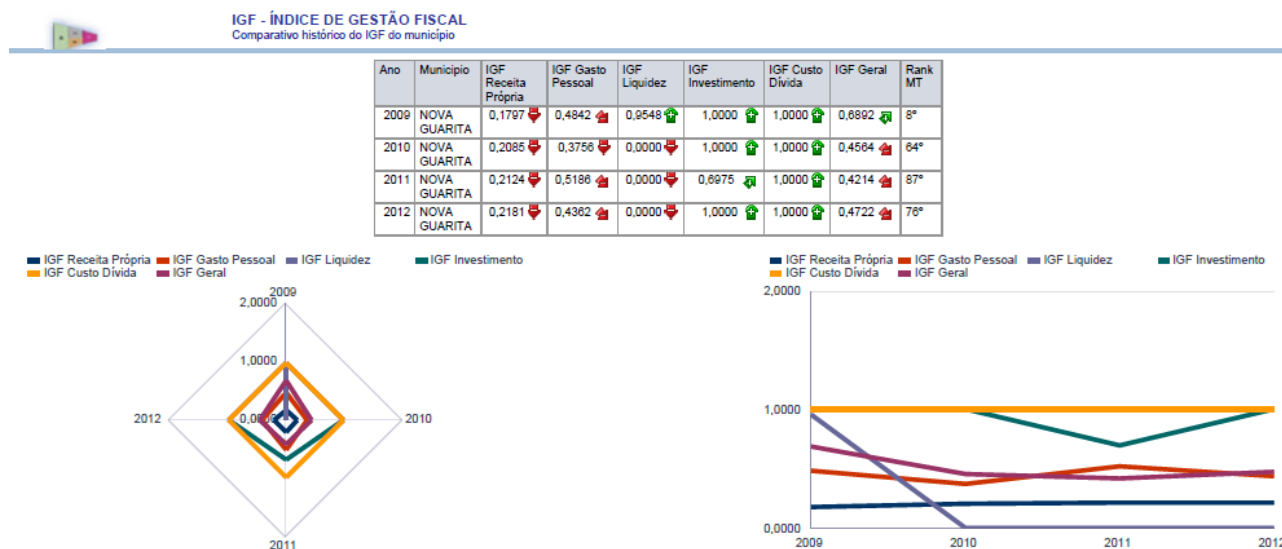 IGF - ÍNDICE DE GESTÃO FISCAL
Comparativo histórico do IGF do município
Ano Municipio IGF Receita Própria IGF Gasto Pessoal IGF Liquidez IGF Investimento IGF Custo Dívida IGF Geral Rank MT
2009 NOVA GUARITA 0,1797 0,4842 0,9548 1,0000 1,0000 0,6892 8°
2010 NOVA GUARITA 0,2085 0,3756 0,0000 1,0000 1,0000 0,4564 64°
2011 NOVA GUARITA 0,2124 0,5186 0,0000 0,6975 1,0000 0,4214 87°
2012 NOVA GUARITA 0,2181 0,4362 0,0000 1,0000 1,0000 0,4722 76°
IGF Receita Própria IGF Gasto Pessoal IGF Liquidez IGF Investimento
IGF Custo Dívida IGF Geral
2009
2,0000
1,0000
2012 0,0000 2010
2011
IGF Receita Própria IGF Gasto Pessoal IGF Liquidez IGF Investimento
IGF Custo Dívida IGF Geral
2,0000
1,0000
0,0000
2009 2010 2011 2012